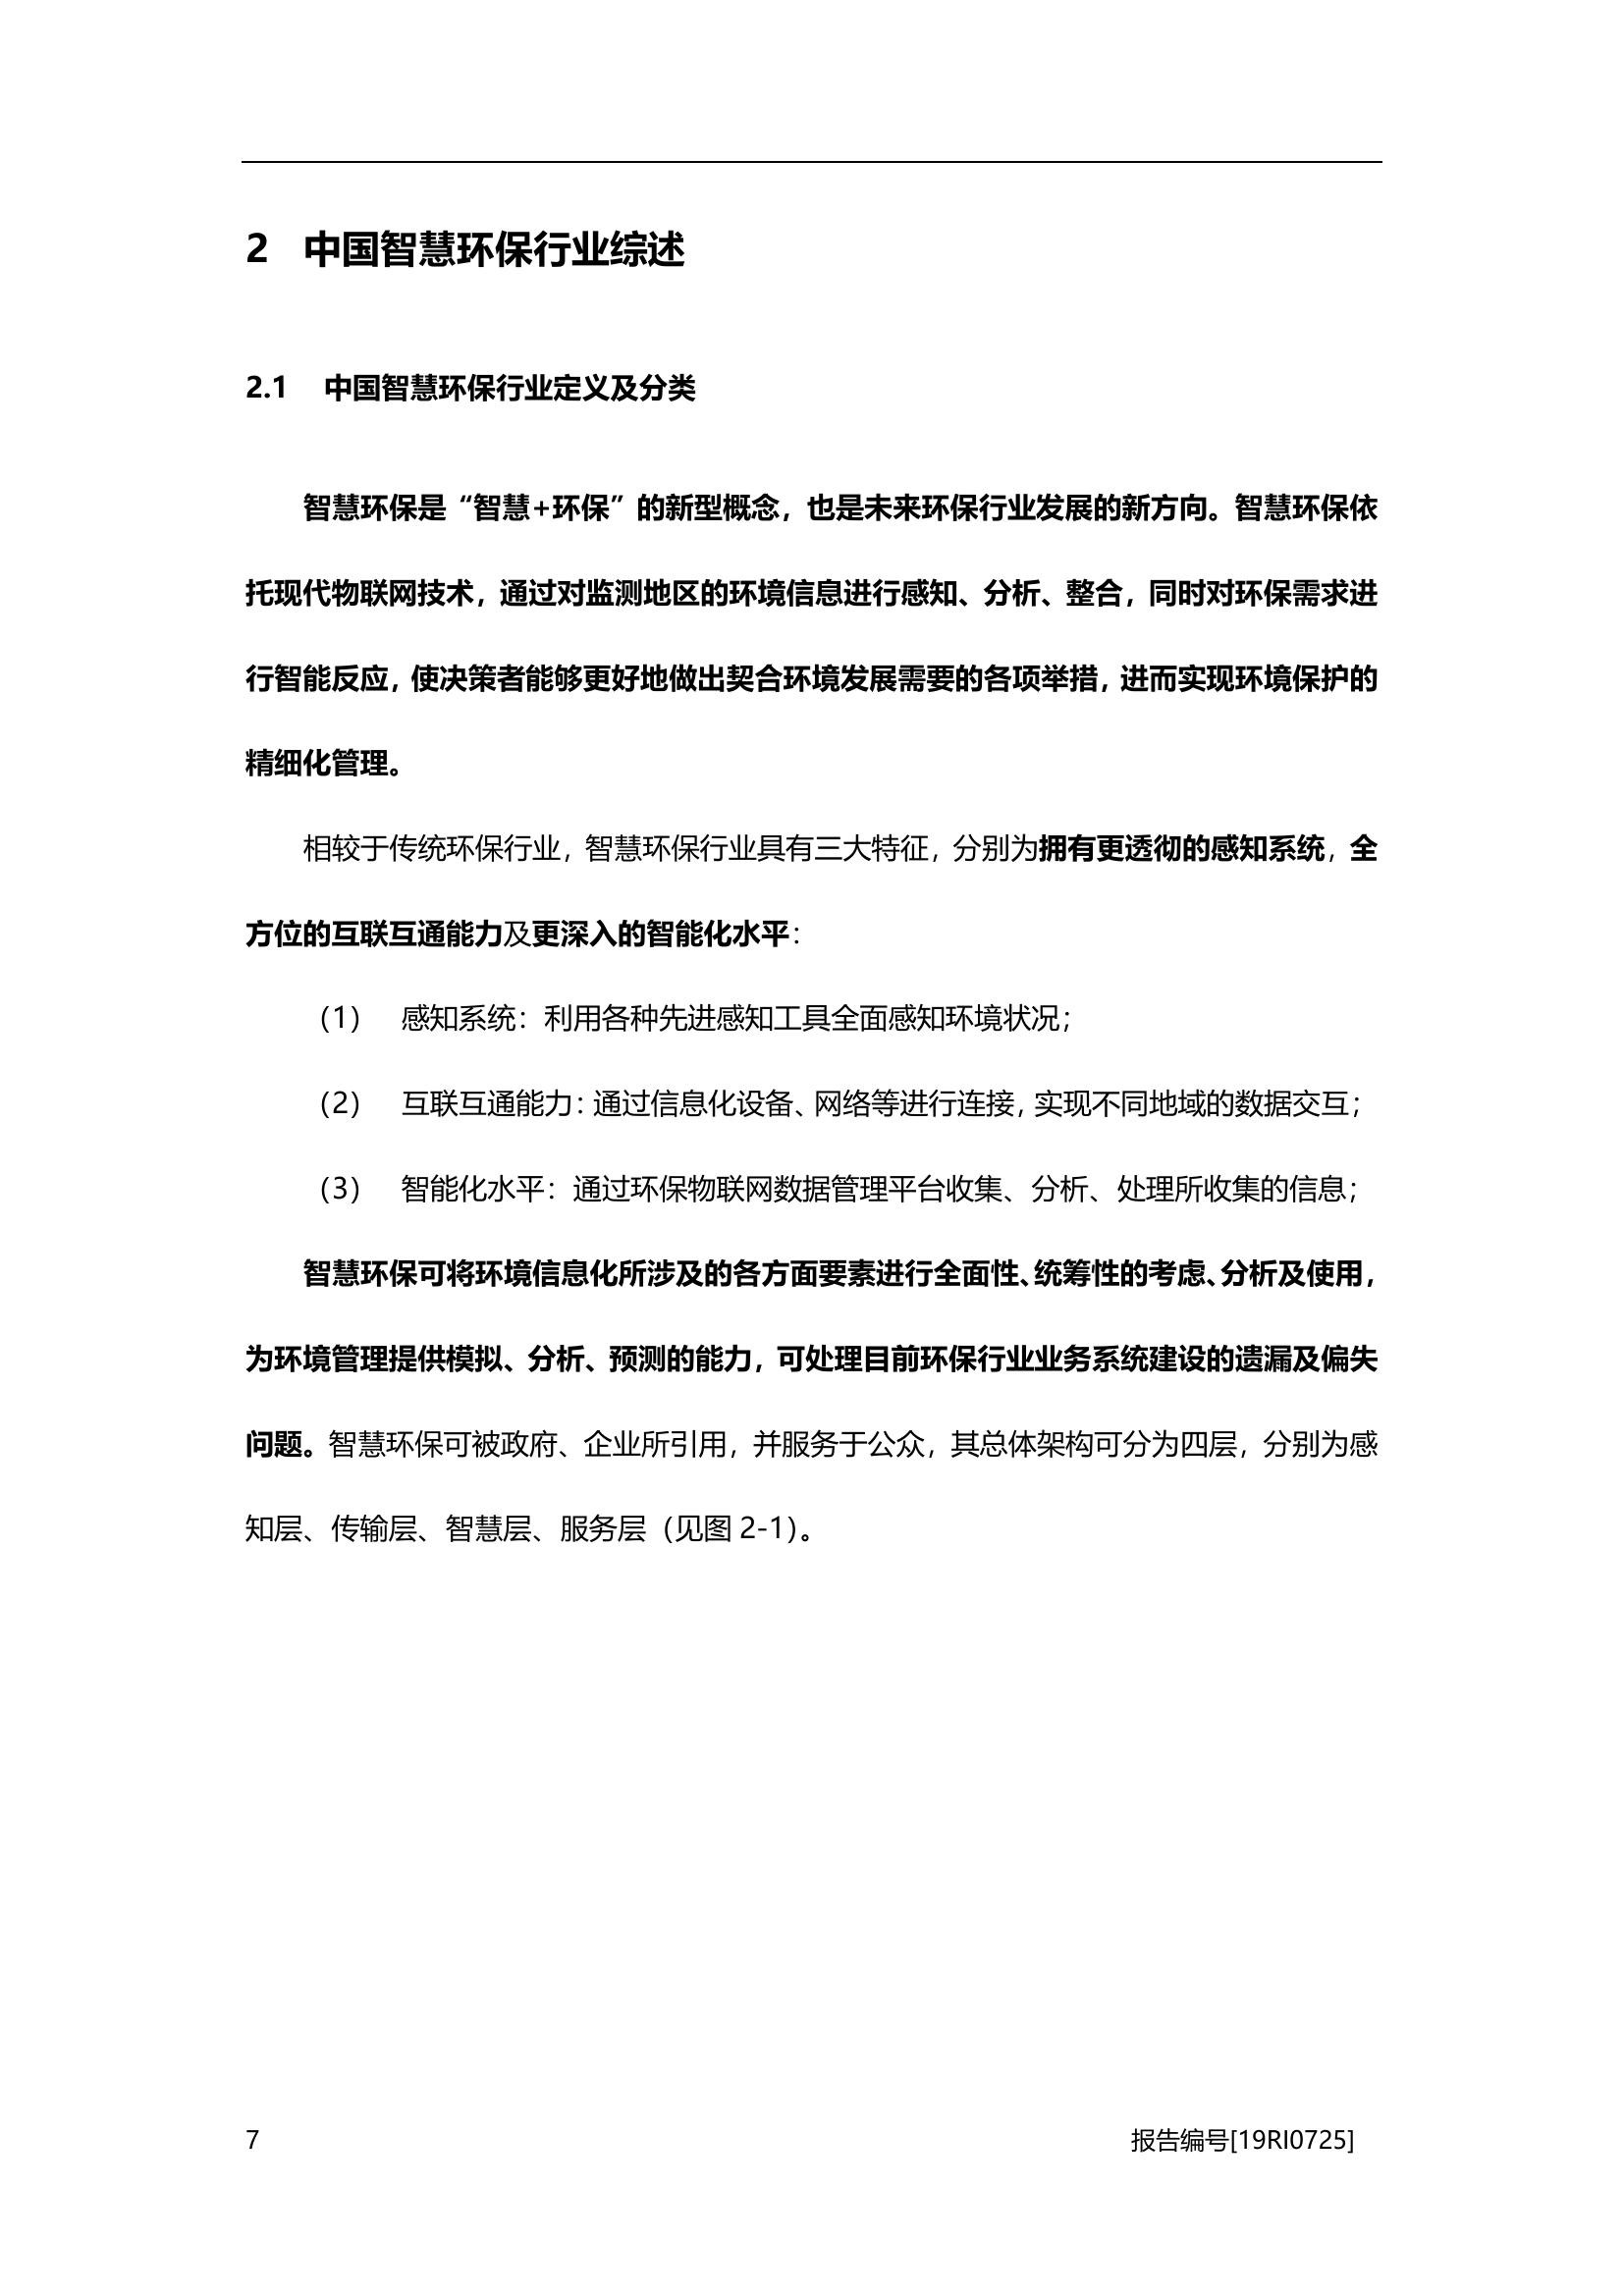 2 中国智慧环保行业综述
2.1 中国智慧环保行业定义及分类
智慧环保是“智慧+环保”的新型概念，也是未来环保行业发展的新方向。智慧环保依
托现代物联网技术，通过对监测地区的环境信息进行感知、分析、整合，同时对环保需求进
行智能反应，使决策者能够更好地做出契合环境发展需要的各项举措，进而实现环境保护的
精细化管理。
相较于传统环保行业，智慧环保行业具有三大特征，分别为拥有更透彻的感知系统，全
方位的互联互通能力及更深入的智能化水平：
（1） 感知系统：利用各种先进感知工具全面感知环境状况；
（2） 互联互通能力：通过信息化设备、网络等进行连接，实现不同地域的数据交互；
（3） 智能化水平：通过环保物联网数据管理平台收集、分析、处理所收集的信息；
智慧环保可将环境信息化所涉及的各方面要素进行全面性、统筹性的考虑、分析及使用，
为环境管理提供模拟、分析、预测的能力，可处理目前环保行业业务系统建设的遗漏及偏失
问题。智慧环保可被政府、企业所引用，并服务于公众，其总体架构可分为四层，分别为感
知层、传输层、智慧层、服务层（见图 2-1）。
7 报告编号[19RI0725]